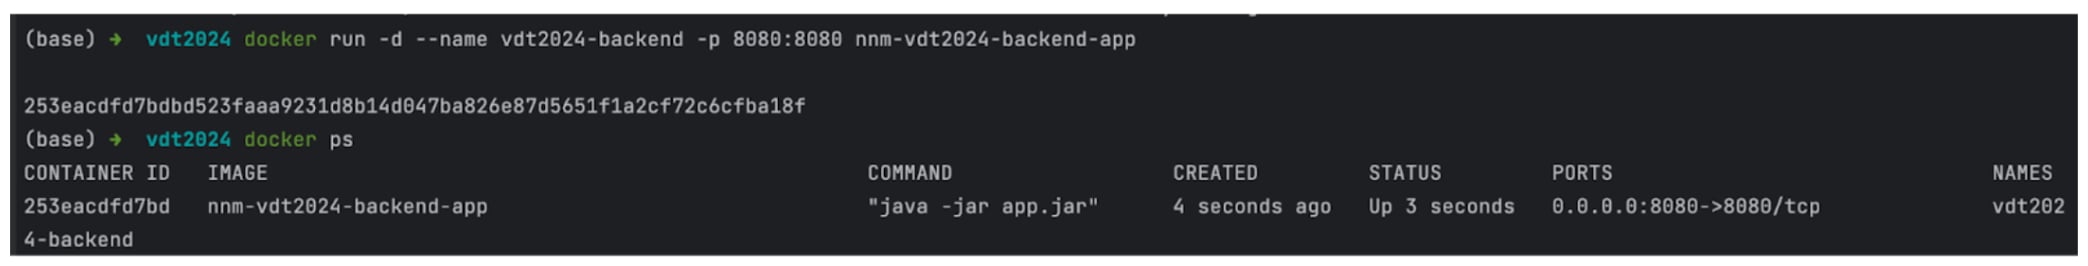 (base) ➜ vdt2024 docker run -d --name vdt2024-backend -p 8080:8080 nnm-vdt2024-backend-app
253eacdfd7bdbd523faaa9231d8b14d047ba826e87d5651f1a2cf72c6cfba18f
(base) ➜ vdt2024 docker ps
CONTAINER ID IMAGE COMMAND CREATED STATUS PORTS NAMES
253eacdfd7bd nnm-vdt2024-backend-app "java -jar app.jar" 4 seconds ago Up 3 seconds 0.0.0.0:8080->8080/tcp vdt202
4-backend